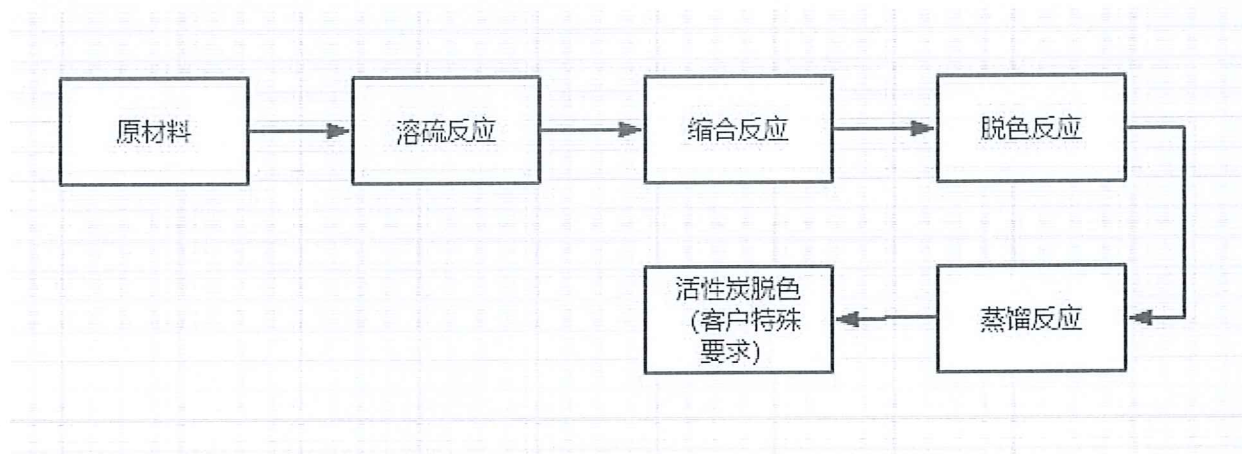 原材料
溶硫反应
缩合反应
脱色反应
活性炭脱色
（客户特殊
要求）
蒸馏反应